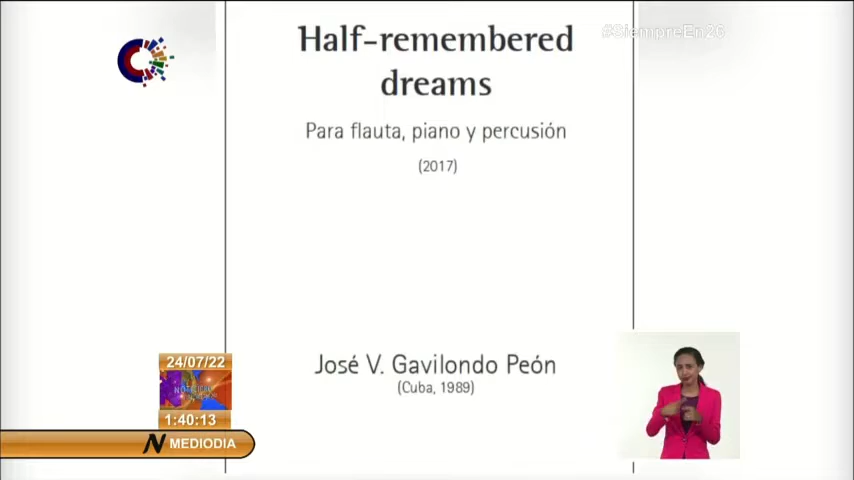 #SiempreEn26
Half-remembered
dreams
Para flauta, piano y percusión
(2017)
José V. Gavilondo Peón
(Cuba, 1989)
24/07/22
1:40:13
N MEDIODIA